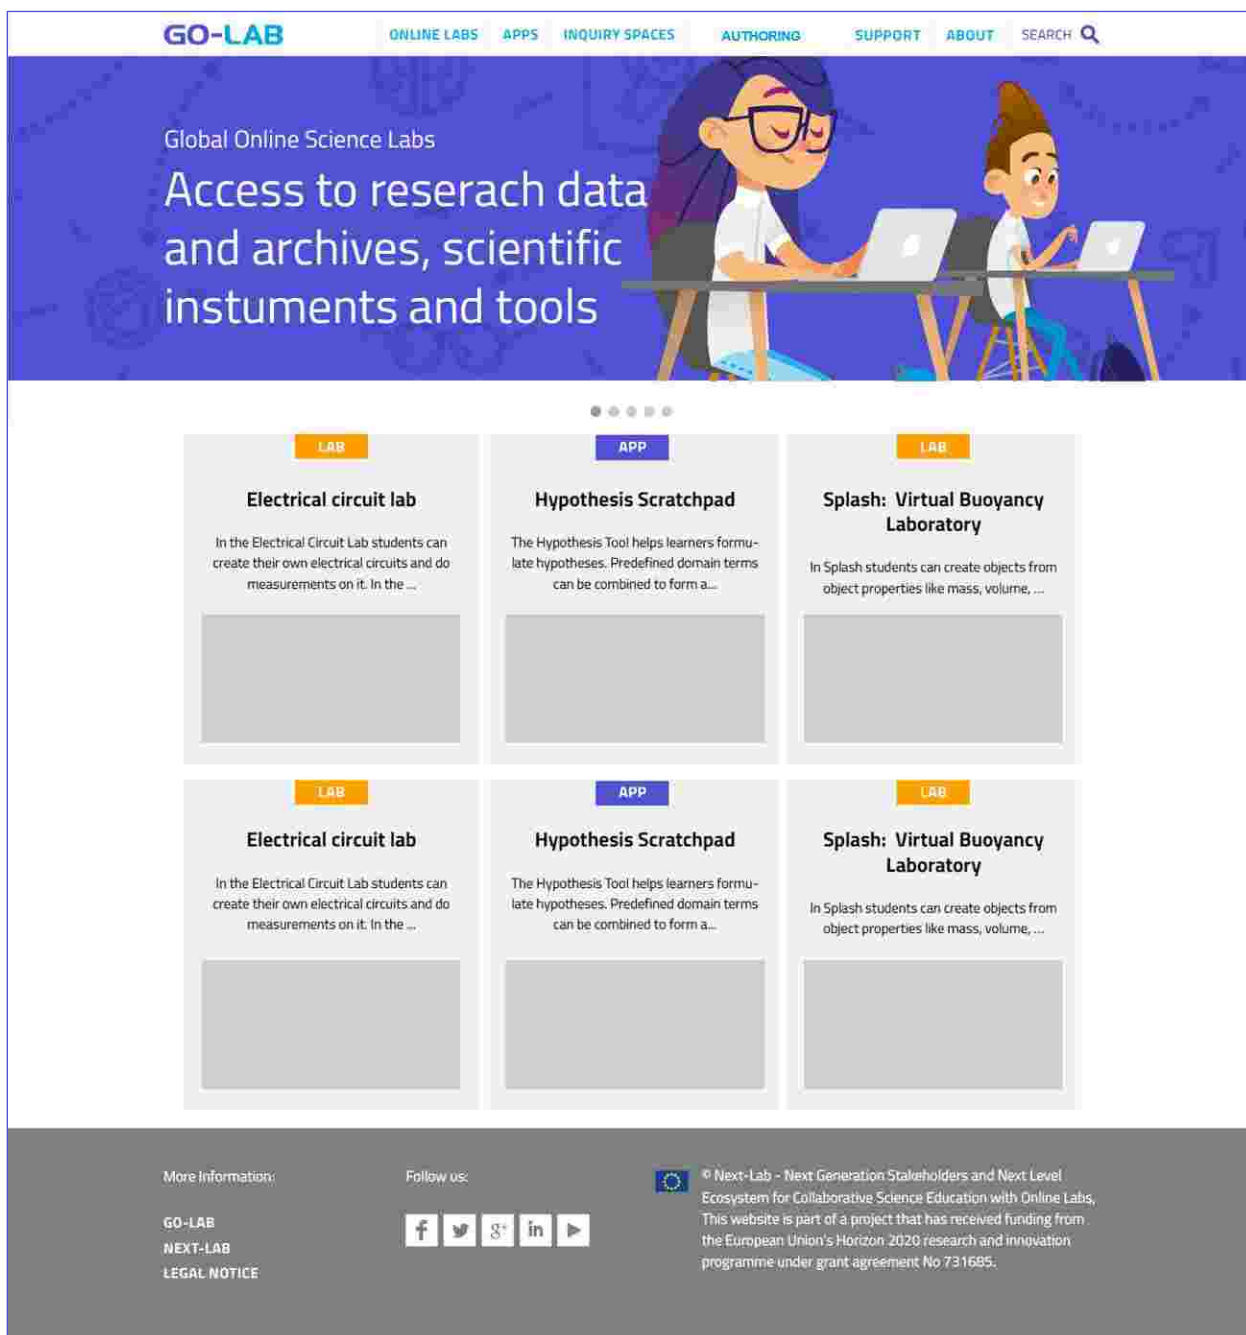 GO-LAB
ONLINE LABS APPS INQUIRY SPACES AUTHORING SUPPORT ABOUT SEARCH
Global Online Science Labs
Access to reserach data
and archives, scientific
instuments and tools
LAB
Electrical circuit lab
In the Electrical Circuit Lab students can
create their own electrical circuits and do
measurements on it. In the ...
APP
Hypothesis Scratchpad
The Hypothesis Tool helps learners formu-
late hypotheses. Predefined domain terms
can be combined to form a...
LAB
Splash: Virtual Buoyancy
Laboratory
In Splash students can create objects from
object properties like mass, volume, ...
LAB
Electrical circuit lab
In the Electrical Circuit Lab students can
create their own electrical circuits and do
measurements on it. In the ...
APP
Hypothesis Scratchpad
The Hypothesis Tool helps learners formu-
late hypotheses. Predefined domain terms
can be combined to form a...
LAB
Splash: Virtual Buoyancy
Laboratory
In Splash students can create objects from
object properties like mass, volume, ...
More Information:
GO-LAB
NEXT-LAB
LEGAL NOTICE
Follow us:
f g+ in
© Next-Lab - Next Generation Stakeholders and Next Level
Ecosystem for Collaborative Science Education with Online Labs,
This website is part of a project that has received funding from
the European Union's Horizon 2020 research and innovation
programme under grant agreement No 731685.